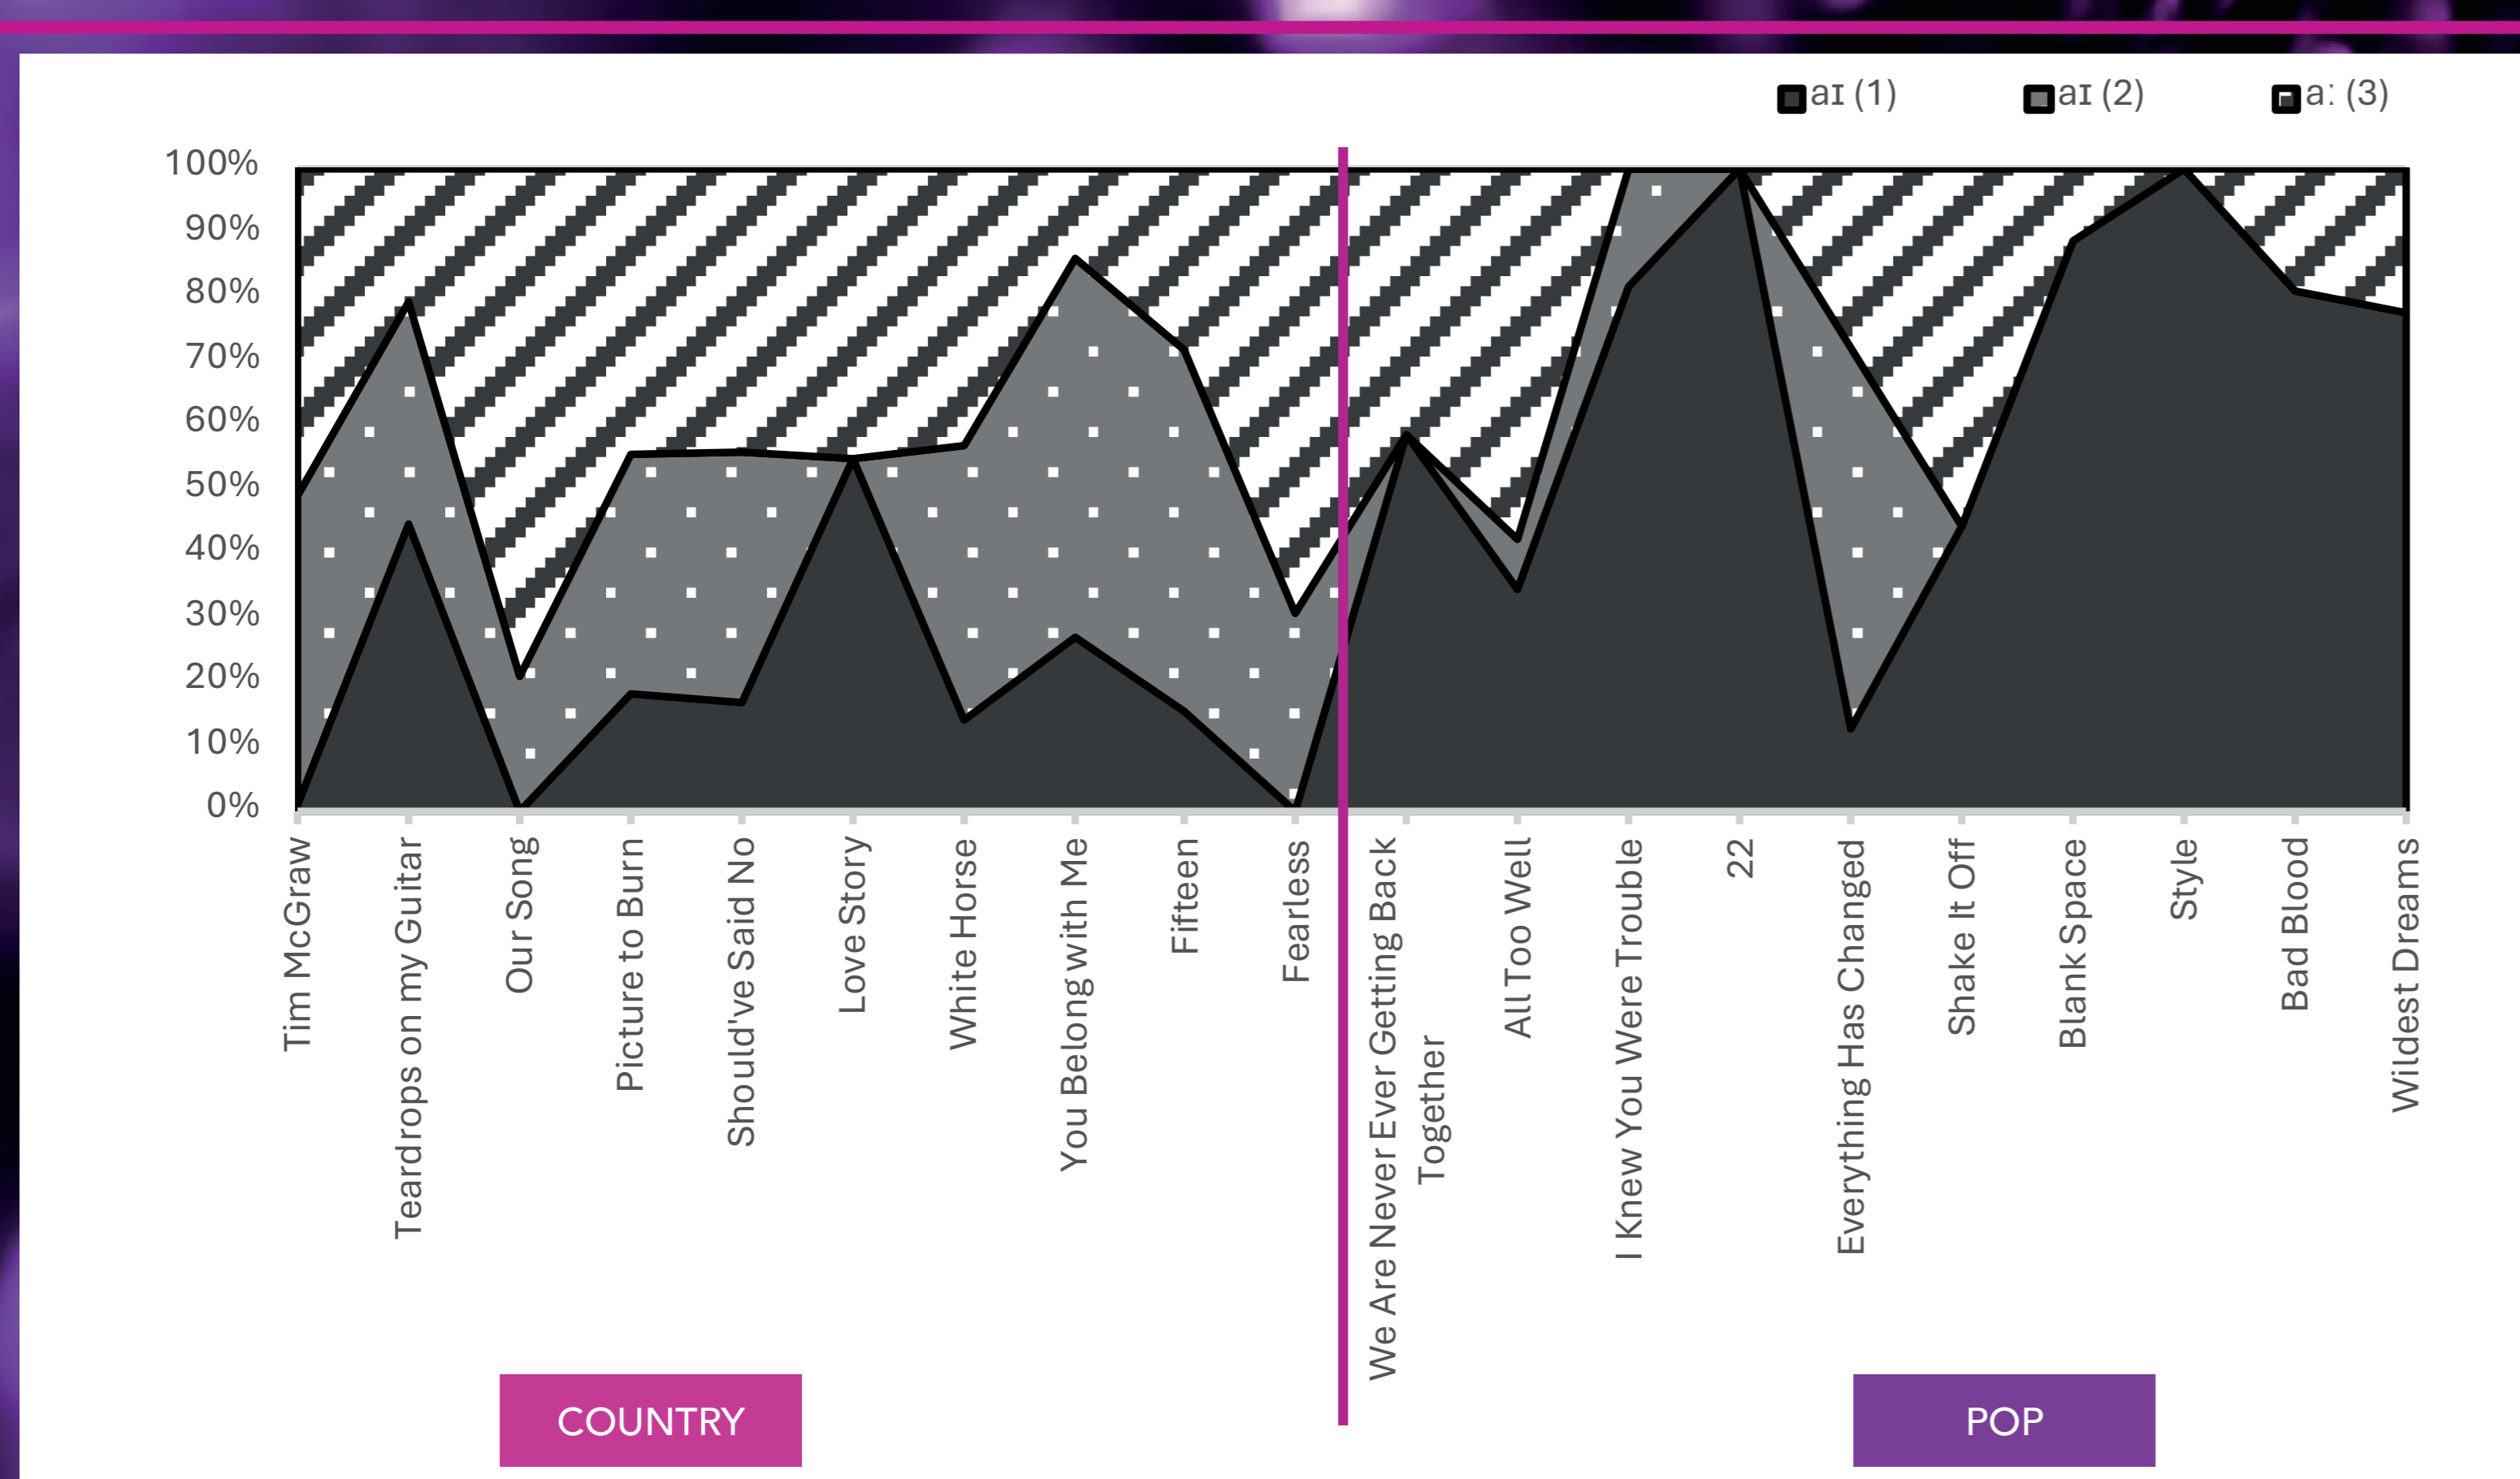 aɪ (1) aɪ (2) aː (3)
100%
90%
80%
70%
60%
50%
40%
30%
20%
10%
0%
Tim McGraw
Teardrops on my Guitar
Our Song
Picture to Burn
Should've Said No
Love Story
White Horse
You Belong with Me
Fifteen
Fearless
We Are Never Ever Getting Back
Together
All Too Well
I Knew You Were Trouble
22
Everything Has Changed
Shake It Off
Blank Space
Style
Bad Blood
Wildest Dreams
COUNTRY
POP